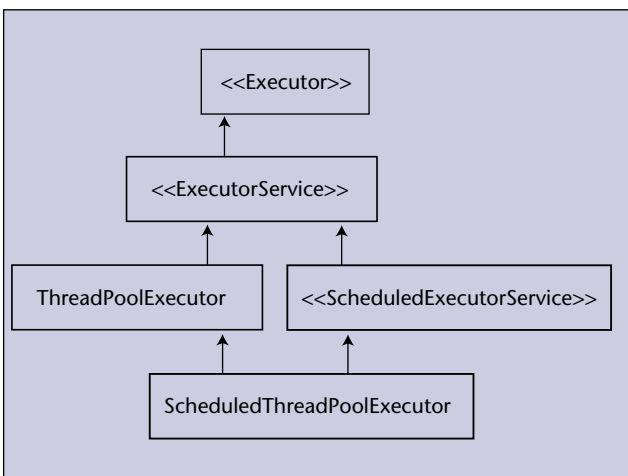 <<Executor>>
<<ExecutorService>>
ThreadPoolExecutor
<<ScheduledExecutorService>>
ScheduledThreadPoolExecutor